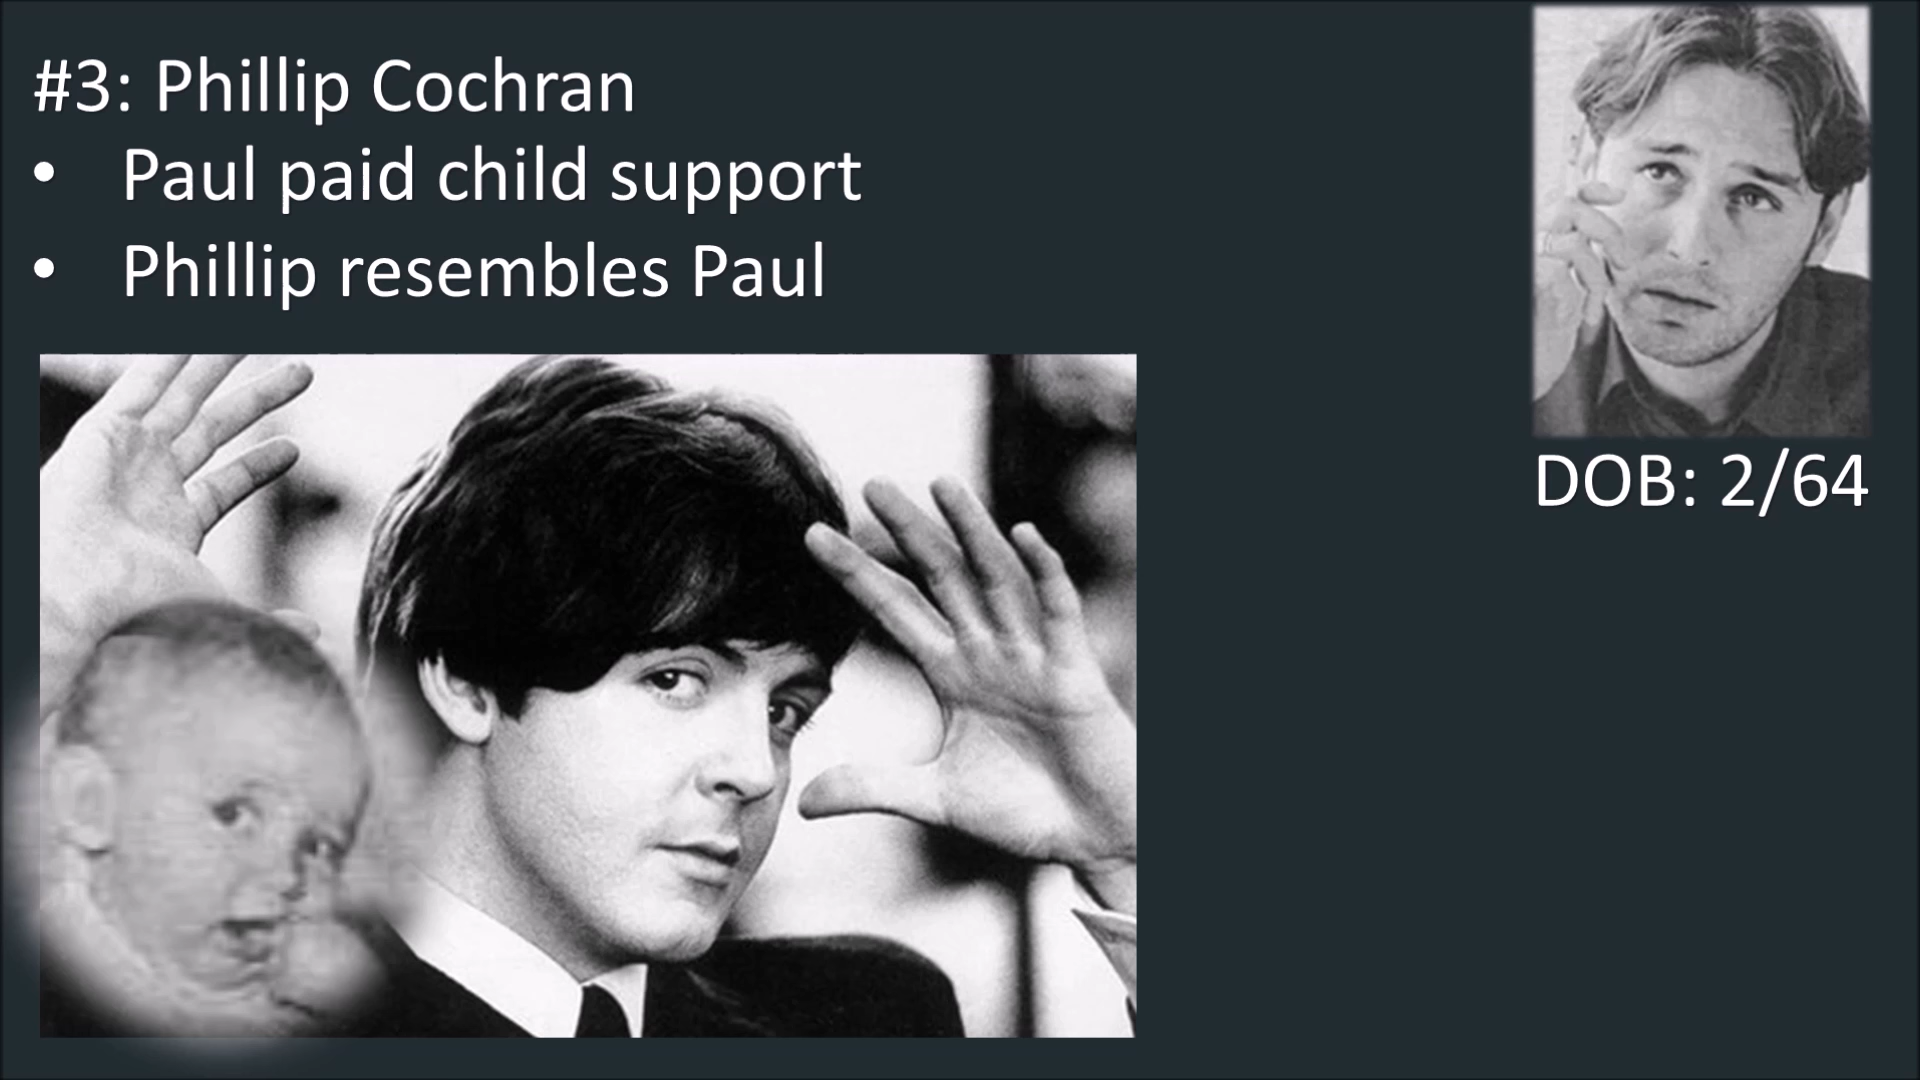 #3: Phillip Cochran
• Paul paid child support
• Phillip resembles Paul
DOB: 2/64